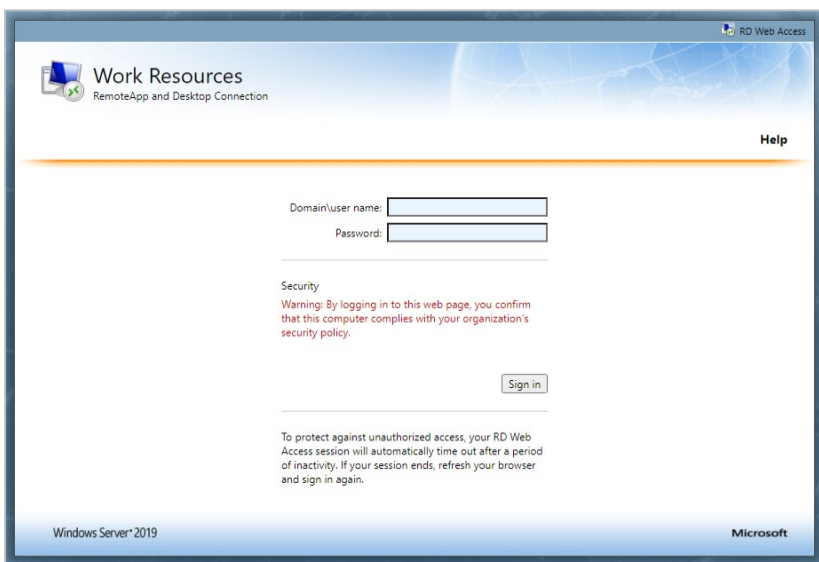 RD Web Access
Work Resources
RemoteApp and Desktop Connection
Help
Domain\user name:
Password:
Security
Warning: By logging in to this web page, you confirm
that this computer complies with your organization's
security policy.
Sign in
To protect against unauthorized access, your RD Web
Access session will automatically time out after a period
of inactivity. If your session ends, refresh your browser
and sign in again.
Windows Server® 2019
Microsoft